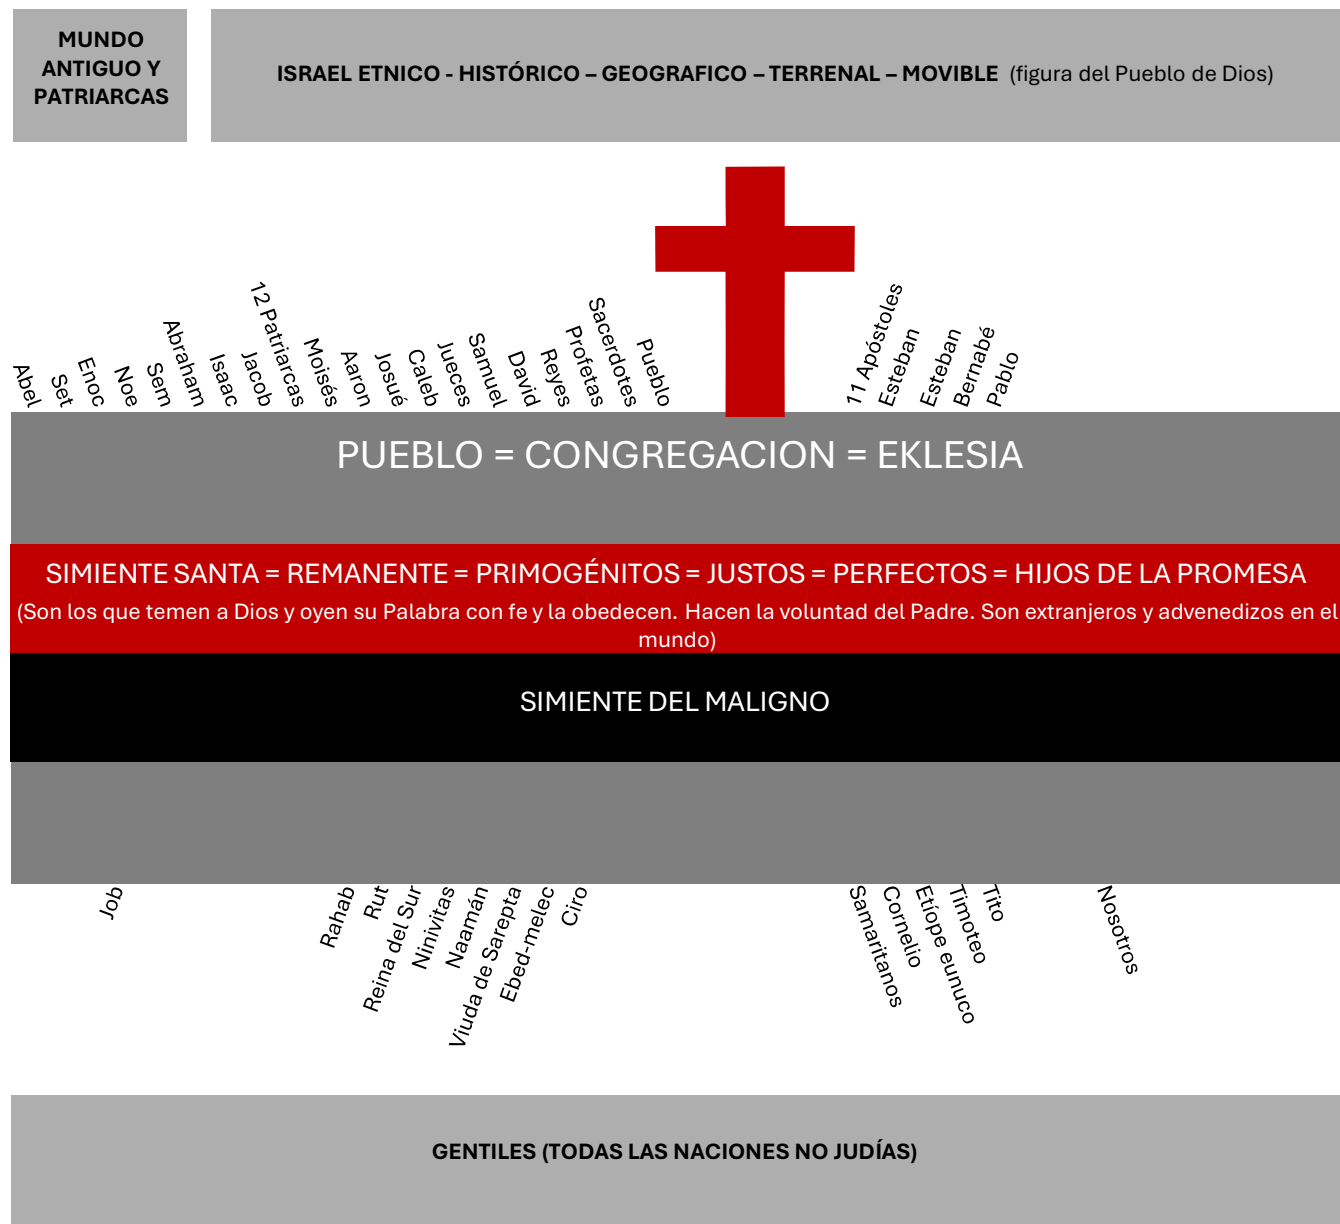 MUNDO
ANTIGUO Y
PATRIARCAS
ISRAEL ETNICO - HISTÓRICO – GEOGRAFICO – TERRENAL – MOVIBLE (figura del Pueblo de Dios)
Abel
Set
Enoc
Noe
Sem
Abraham
Isaac
Jacob
12 Patriarcas
Moisés
Aaron
Josué
Caleb
Jueces
Samuel
David
Reyes
Profetas
Sacerdotes
Pueblo
11 Apóstoles
Esteban
Esteban
Bernabé
Pablo
PUEBLO = CONGREGACION = EKLESIA
SIMIENTE SANTA = REMANENTE = PRIMOGÉNITOS = JUSTOS = PERFECTOS = HIJOS DE LA PROMESA
(Son los que temen a Dios y oyen su Palabra con fe y la obedecen. Hacen la voluntad del Padre. Son extranjeros y advenedizos en el
mundo)
SIMIENTE DEL MALIGNO
Job
Rahab
Rut
Reina del Sur
Ninivitas
Naamán
Viuda de Sarepta
Ebed-melec
Ciro
Samaritanos
Cornelio
Etíope eunuco
Timoteo
Tito
Nosotros
GENTILES (TODAS LAS NACIONES NO JUDÍAS)